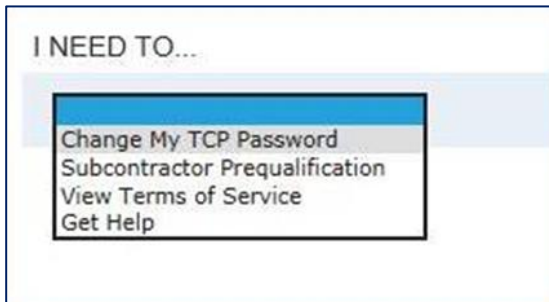 I NEED TO...
Change My TCP Password
Subcontractor Prequalification
View Terms of Service
Get Help